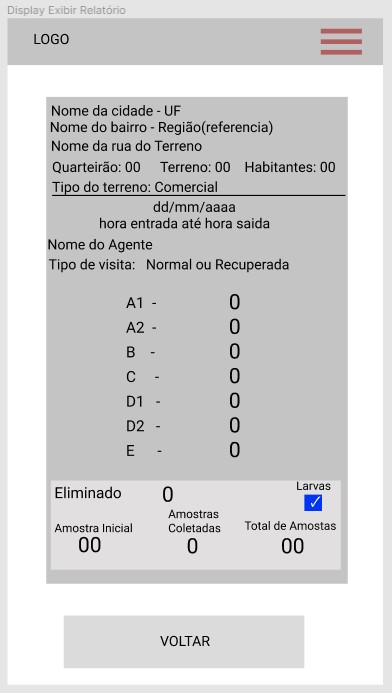 Display Exibir Relatório
LOGO
Nome da cidade - UF
Nome do bairro - Região(referencia)
Nome da rua do Terreno
Quarteirão: 00 Terreno: 00 Habitantes: 00
Tipo do terreno: Comercial
dd/mm/aaaa
hora entrada até hora saida
Nome do Agente
Tipo de visita: Normal ou Recuperada
A1 - 0
A2 - 0
B - 0
C - 0
D1 - 0
D2 - 0
E - 0
Larvas
Eliminado 0
Amostras
Coletadas
Amostra Inicial
Total de Amostas
00 0 00
VOLTAR